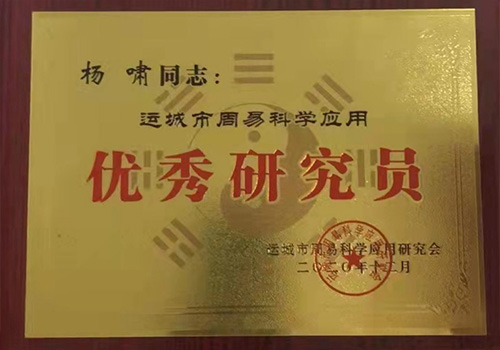 杨啸同志：
运城市周易科学应用
优秀研究员
运城市周易科学应用研究会
二〇二〇年十二月